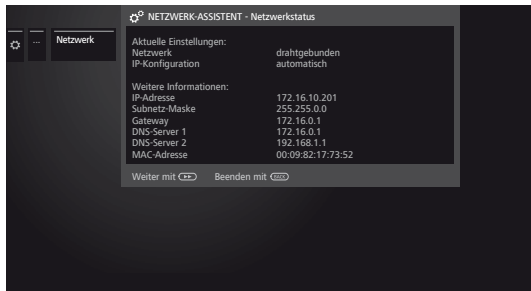 NETZWERK-ASSISTENT - Netzwerkstatus
... Netzwerk
Aktuelle Einstellungen:
Netzwerk drahtgebunden
IP-Konfiguration automatisch
Weitere Informationen:
IP-Adresse 172.16.10.201
Subnetz-Maske 255.255.0.0
Gateway 172.16.0.1
DNS-Server 1 172.16.0.1
DNS-Server 2 192.168.1.1
MAC-Adresse 00:09:82:17:73:52
Weiter mit Beenden mit BACK